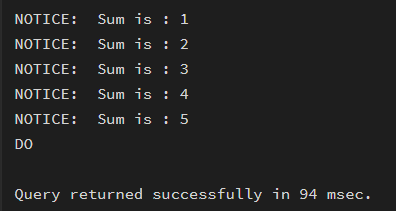 NOTICE:  Sum is : 1
NOTICE:  Sum is : 2
NOTICE:  Sum is : 3
NOTICE:  Sum is : 4
NOTICE:  Sum is : 5
DO
Query returned successfully in 94 msec.